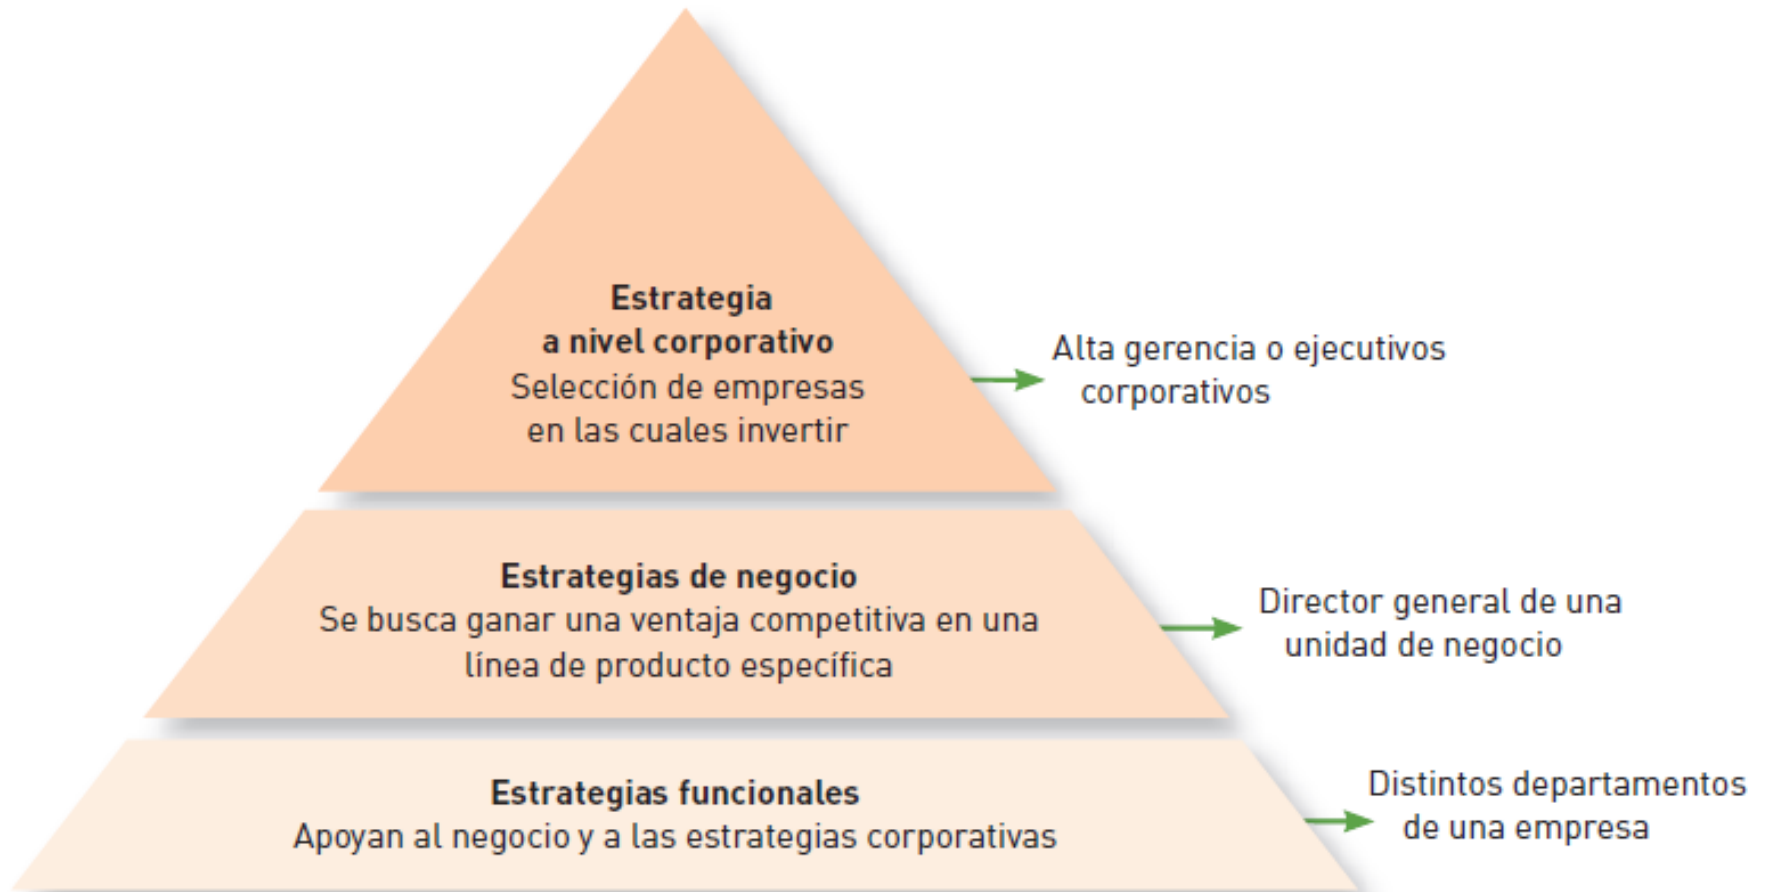 Estrategia
a nivel corporativo
Selección de empresas
en las cuales invertir
Alta gerencia o ejecutivos
corporativos
Estrategias de negocio
Se busca ganar una ventaja competitiva en una
línea de producto específica
Director general de una
unidad de negocio
Estrategias funcionales
Apoyan al negocio y a las estrategias corporativas
Distintos departamentos
de una empresa